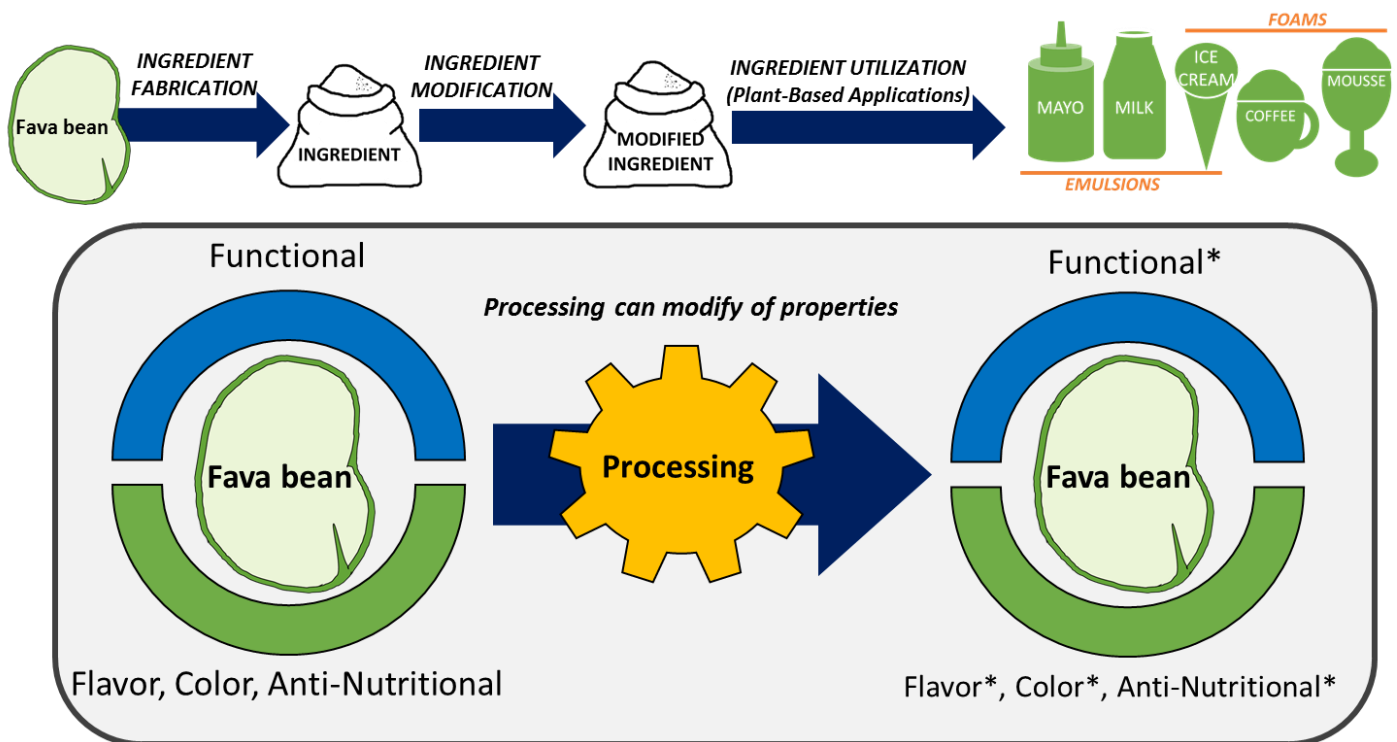 FOAMS
INGREDIENT
FABRICATION
INGREDIENT
MODIFICATION
INGREDIENT UTILIZATION
(Plant-Based Applications)
Fava bean
INGREDIENT
MODIFIED
INGREDIENT
MAYO
MILK
ICE
CREAM
COFFEE
MOUSSE
EMULSIONS
Functional
Fava bean
Flavor, Color, Anti-Nutritional
Processing can modify of properties
Processing
Functional*
Fava bean
Flavor*, Color*, Anti-Nutritional*